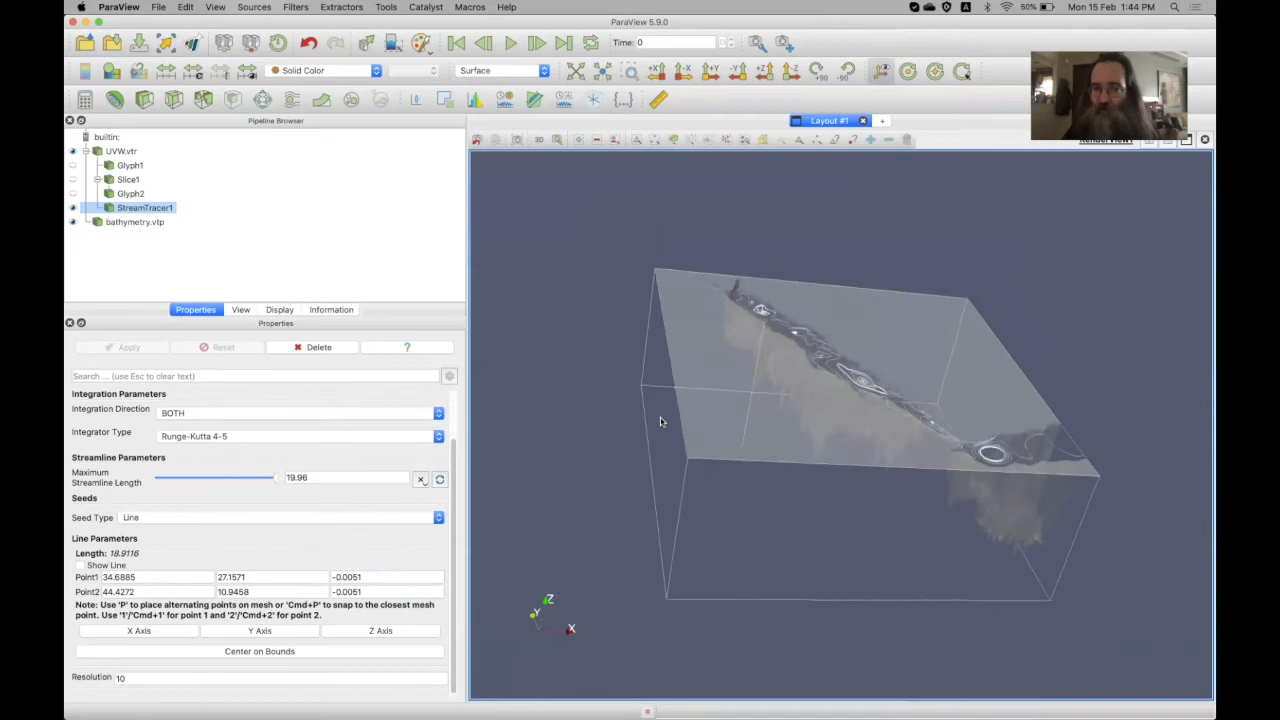 ParaView File Edit View Sources Filters Extractors Tools Catalyst Macros Help
50% Mon 15 Feb 1:44 PM
ParaView 5.9.0
Time: 0
Solid Color Surface +X -X +Y -Y +Z -Z +90 -90
Pipeline Browser
Layout #1
3D
builtin:
UVW.vtr
Glyph1
Slice1
Glyph2
StreamTracer1
bathymetry.vtp
Properties View Display Information
Properties
Apply Reset Delete ?
Search ... (use Esc to clear text)
Integration Parameters
Integration Direction BOTH
Integrator Type Runge-Kutta 4-5
Streamline Parameters
Maximum Streamline Length 19.96
Seeds
Seed Type Line
Line Parameters
Length: 18.9116
Show Line
Point1 34.6885 27.1571 -0.0051
Point2 44.4272 10.9458 -0.0051
Note: Use 'P' to place alternating points on mesh or 'Cmd+P' to snap to the closest mesh
point. Use '1'/'Cmd+1' for point 1 and '2'/'Cmd+2' for point 2.
X Axis Y Axis Z Axis
Center on Bounds
Resolution 10
Z
Y
X